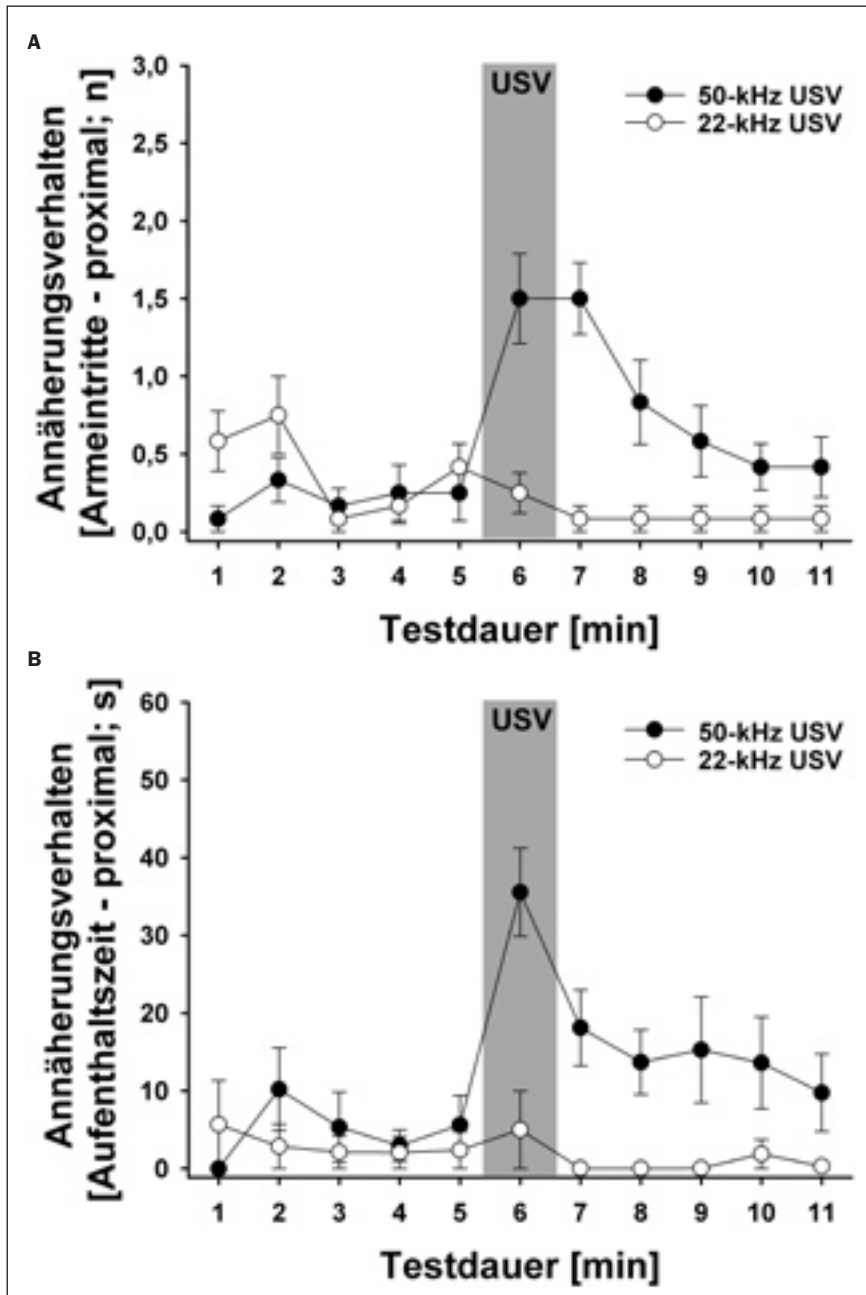 A
Annäherungsverhalten
[Armeintritte - proximal; n]
3,0
2,5
2,0
1,5
1,0
0,5
0,0
USV
50-kHz USV
22-kHz USV
1 2 3 4 5 6 7 8 9 10 11
Testdauer [min]
B
Annäherungsverhalten
[Aufenthaltszeit - proximal; s]
60
50
40
30
20
10
0
USV
50-kHz USV
22-kHz USV
1 2 3 4 5 6 7 8 9 10 11
Testdauer [min]